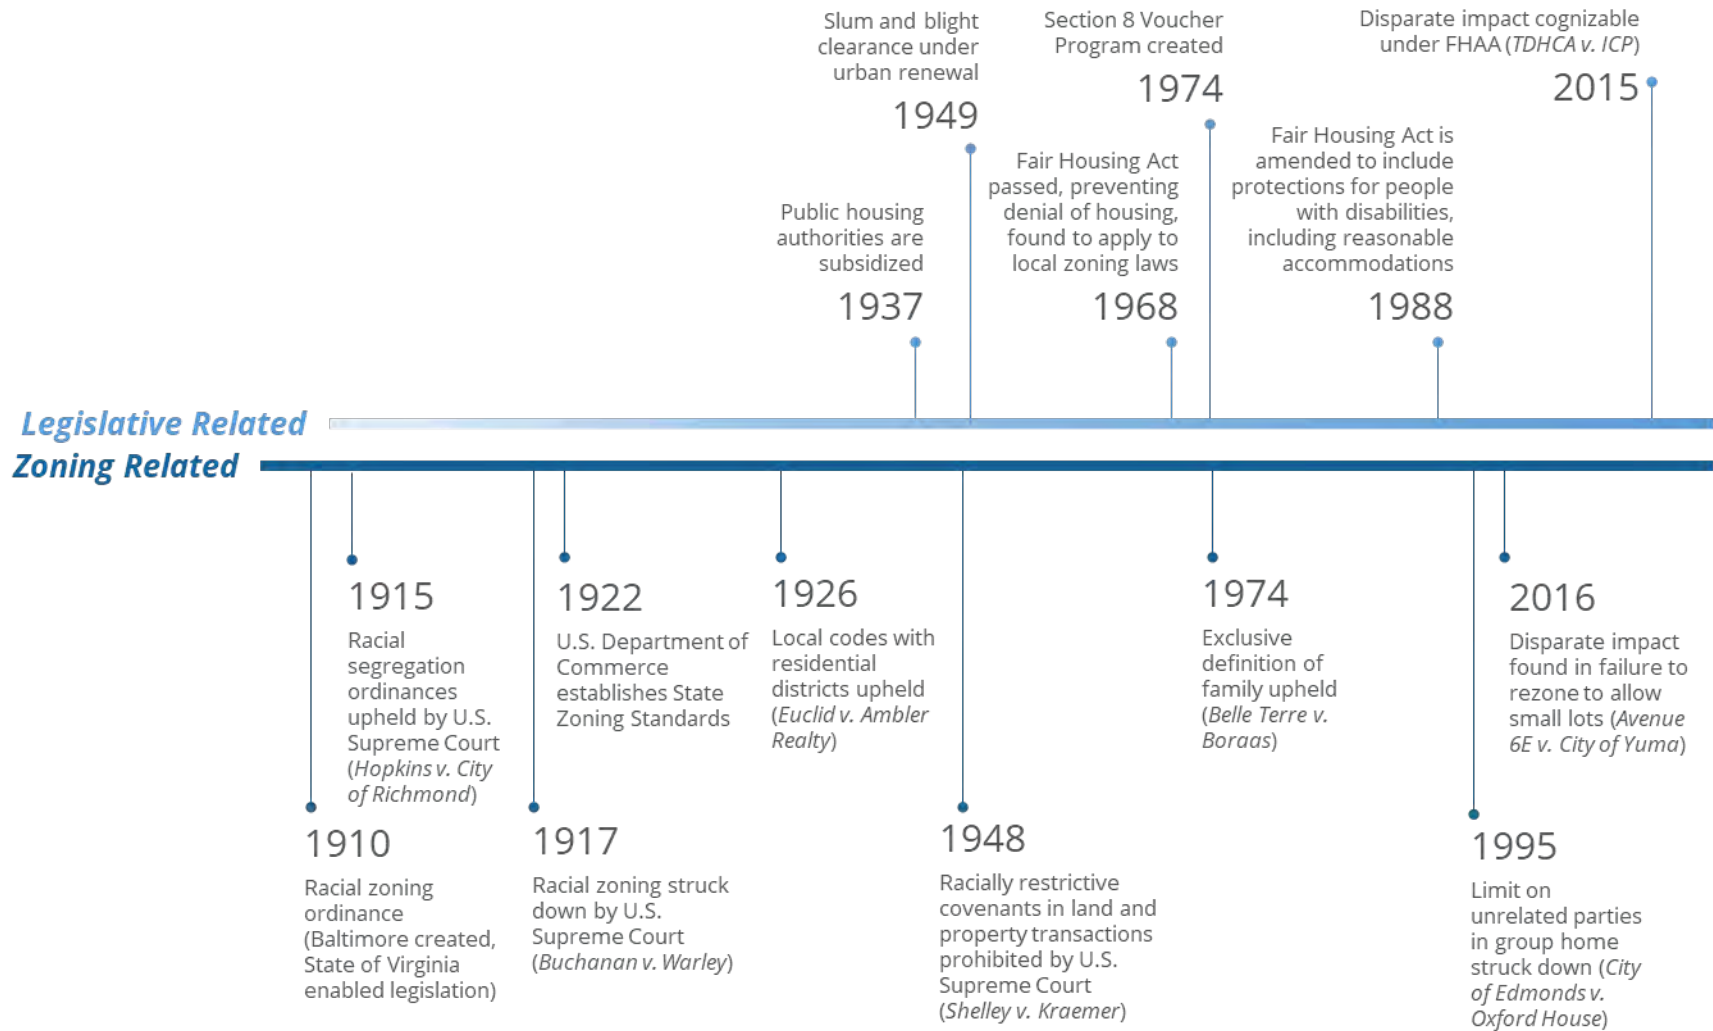 Slum and blight
clearance under
urban renewal
1949
Section 8 Voucher
Program created
1974
Disparate impact cognizable
under FHAA (TDHCA v. ICP)
2015
Public housing
authorities are
subsidized
1937
Fair Housing Act
passed, preventing
denial of housing,
found to apply to
local zoning laws
1968
Fair Housing Act is
amended to include
protections for people
with disabilities,
including reasonable
accommodations
1988
Legislative Related
Zoning Related
1915
Racial
segregation
ordinances
upheld by U.S.
Supreme Court
(Hopkins v. City
of Richmond)
1922
U.S. Department of
Commerce
establishes State
Zoning Standards
1926
Local codes with
residential
districts upheld
(Euclid v. Ambler
Realty)
1974
Exclusive
definition of
family upheld
(Belle Terre v.
Boraas)
2016
Disparate impact
found in failure to
rezone to allow
small lots (Avenue
6E v. City of Yuma)
1910
Racial zoning
ordinance
(Baltimore created,
State of Virginia
enabled legislation)
1917
Racial zoning struck
down by U.S.
Supreme Court
(Buchanan v. Warley)
1948
Racially restrictive
covenants in land and
property transactions
prohibited by U.S.
Supreme Court
(Shelley v. Kraemer)
1995
Limit on
unrelated parties
in group home
struck down (City
of Edmonds v.
Oxford House)